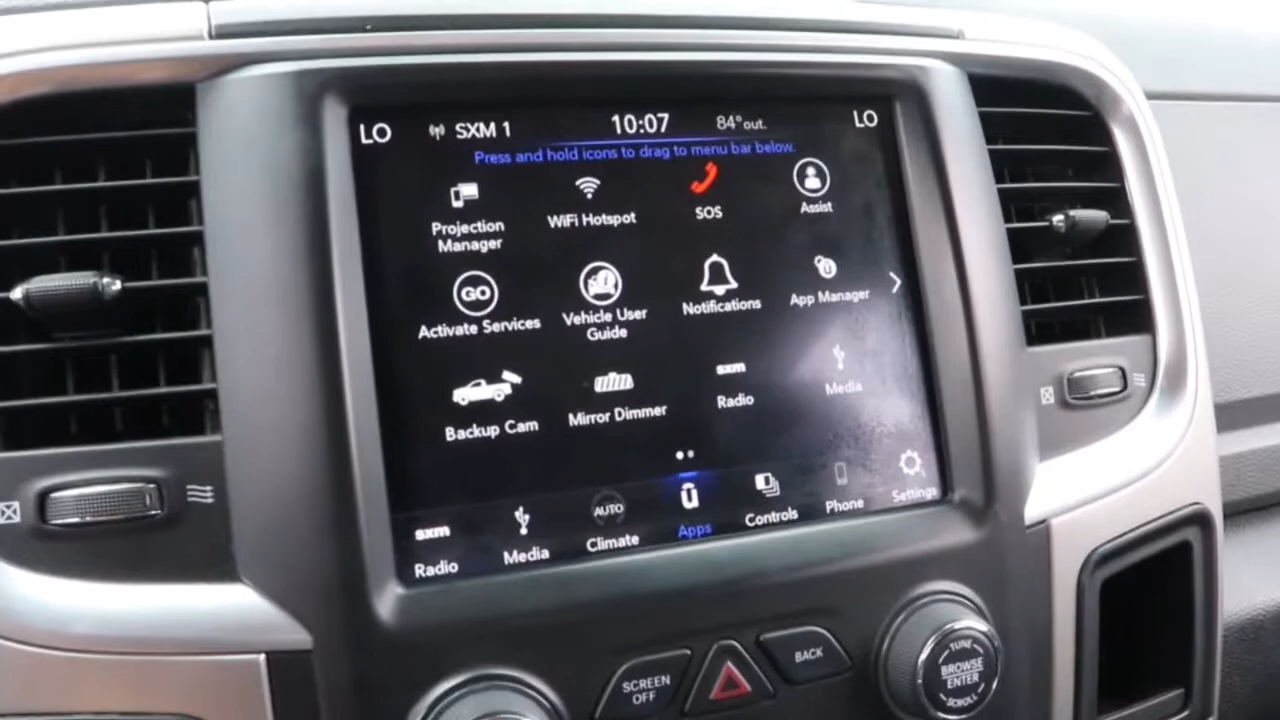 LO SXM 1 10:07 84° out. LO
Press and hold icons to drag to menu bar below.
Projection
Manager
WiFi Hotspot
SOS
Assist
GO
Activate Services
Vehicle User
Guide
Notifications
App Manager
Backup Cam
Mirror Dimmer
sxm
Radio
Media
sxm
Radio
Media
AUTO
Climate
Apps
Controls
Phone
Settings
SCREEN
OFF
BACK
TUNE
BROWSE
ENTER
SCROLL